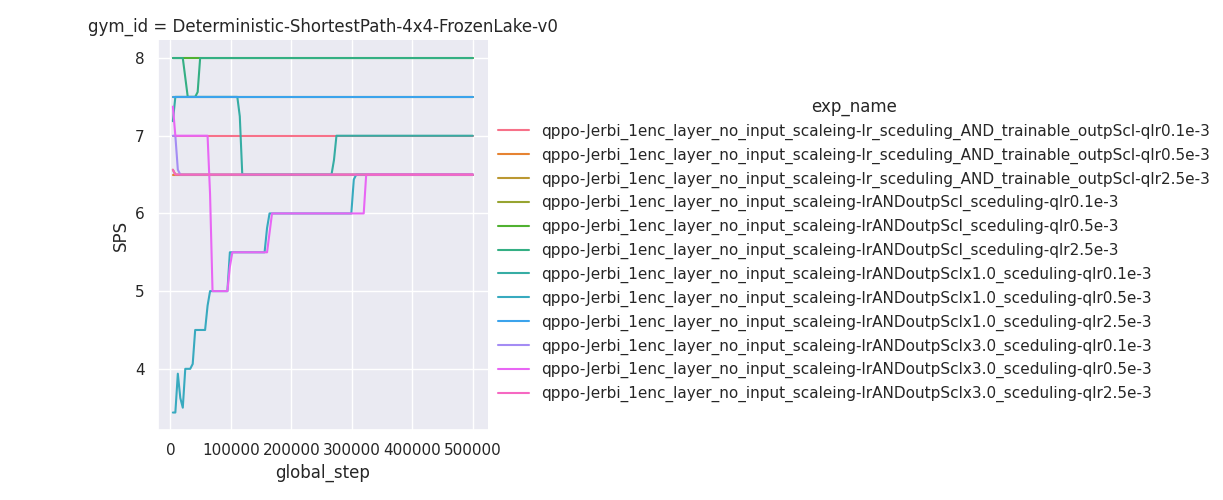 gym_id = Deterministic-ShortestPath-4x4-FrozenLake-v0
8
7
6
5
4
SPS
0 100000 200000 300000 400000 500000
global_step
exp_name
qppo-Jerbi_1enc_layer_no_input_scaleing-lr_sceduling_AND_trainable_outpScl-qlr0.1e-3
qppo-Jerbi_1enc_layer_no_input_scaleing-lr_sceduling_AND_trainable_outpScl-qlr0.5e-3
qppo-Jerbi_1enc_layer_no_input_scaleing-lr_sceduling_AND_trainable_outpScl-qlr2.5e-3
qppo-Jerbi_1enc_layer_no_input_scaleing-lrANDoutpScl_sceduling-qlr0.1e-3
qppo-Jerbi_1enc_layer_no_input_scaleing-lrANDoutpScl_sceduling-qlr0.5e-3
qppo-Jerbi_1enc_layer_no_input_scaleing-lrANDoutpScl_sceduling-qlr2.5e-3
qppo-Jerbi_1enc_layer_no_input_scaleing-lrANDoutpSclx1.0_sceduling-qlr0.1e-3
qppo-Jerbi_1enc_layer_no_input_scaleing-lrANDoutpSclx1.0_sceduling-qlr0.5e-3
qppo-Jerbi_1enc_layer_no_input_scaleing-lrANDoutpSclx1.0_sceduling-qlr2.5e-3
qppo-Jerbi_1enc_layer_no_input_scaleing-lrANDoutpSclx3.0_sceduling-qlr0.1e-3
qppo-Jerbi_1enc_layer_no_input_scaleing-lrANDoutpSclx3.0_sceduling-qlr0.5e-3
qppo-Jerbi_1enc_layer_no_input_scaleing-lrANDoutpSclx3.0_sceduling-qlr2.5e-3